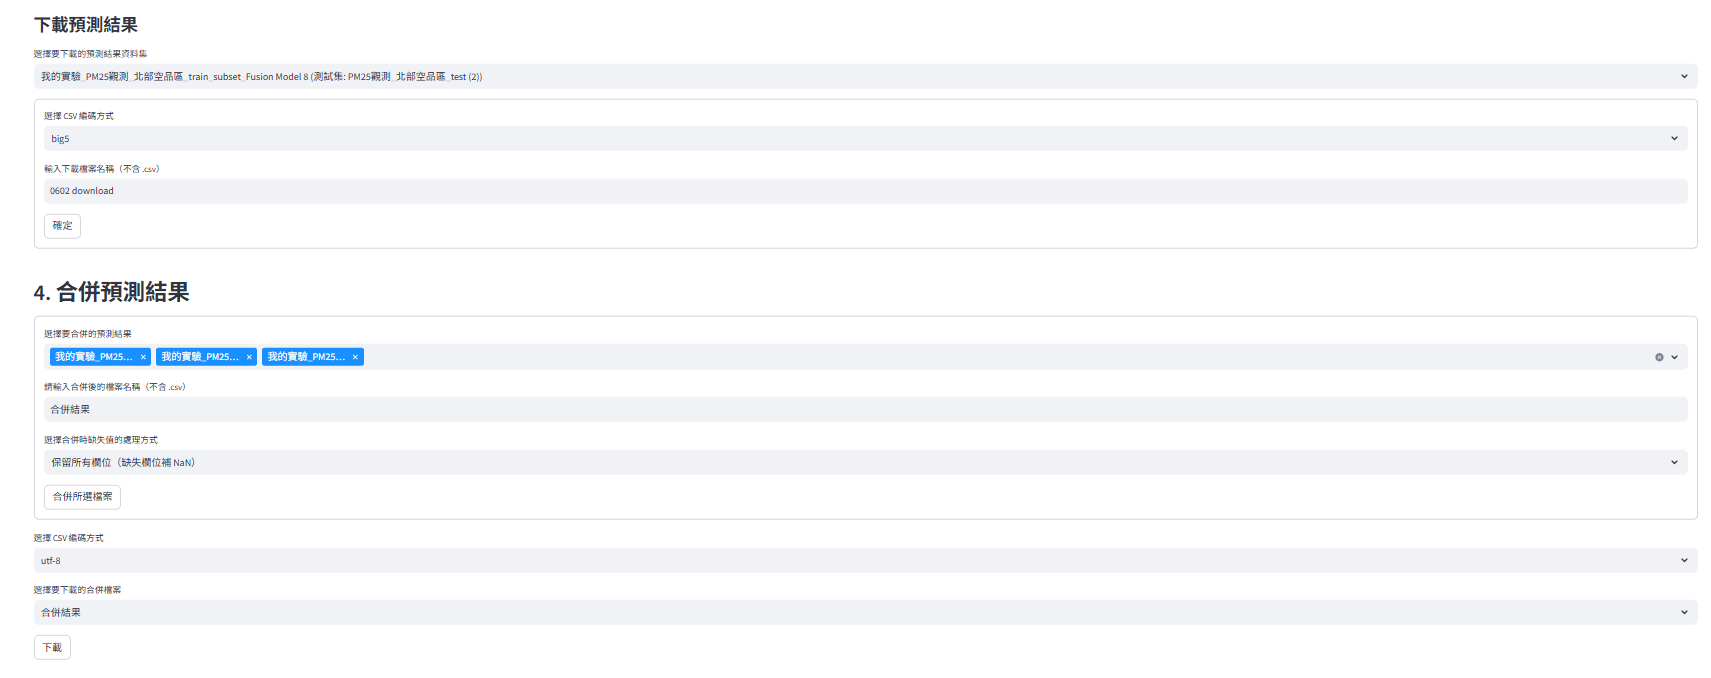 下載預測結果
選擇要下載的預測結果資料集
我的實驗_PM25觀測_北部空品區_train_subset_Fusion Model 8 (測試集: PM25觀測_北部空品區_test (2))
選擇 CSV 編碼方式
big5
輸入下載檔案名稱（不含 .csv）
0602 download
確定
4. 合併預測結果
選擇要合併的預測結果
我的實驗_PM25... × 我的實驗_PM25... × 我的實驗_PM25... ×
請輸入合併後的檔案名稱（不含 .csv）
合併結果
選擇合併時缺失值的處理方式
保留所有欄位（缺失欄位補 NaN）
合併所選檔案
選擇 CSV 編碼方式
utf-8
選擇要下載的合併檔案
合併結果
下載